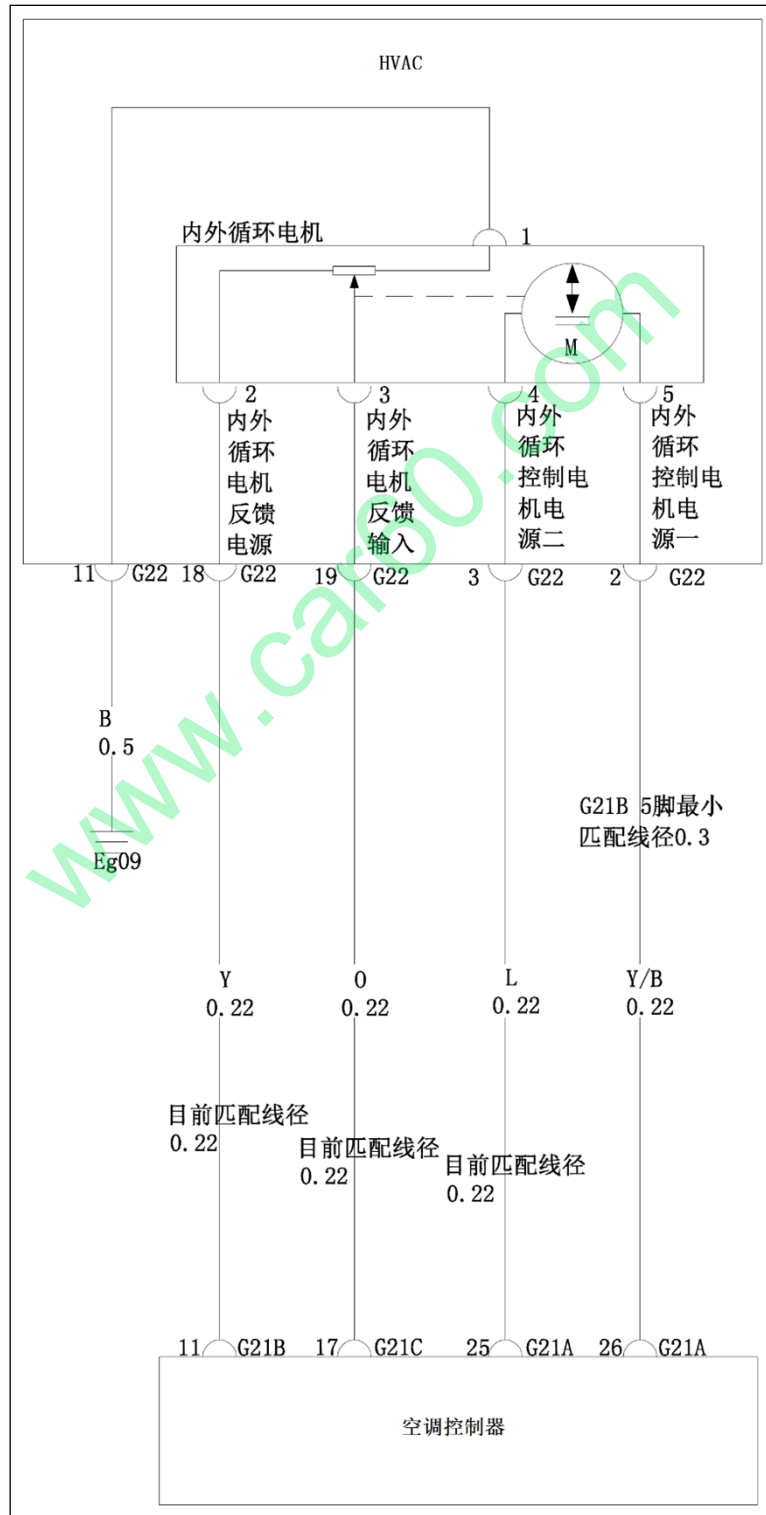 HVAC
内外循环电机
1
M
2
3
4
5
内外
循环
电机
反馈
电源
内外
循环
电机
反馈
输入
内外
循环
控制电
机电
源二
内外
循环
控制电
机电
源一
11 G22
18 G22
19 G22
3 G22
2 G22
B
0.5
Eg09
G21B 5脚最小
匹配线径0.3
Y
0.22
O
0.22
L
0.22
Y/B
0.22
目前匹配线径
0.22
目前匹配线径
0.22
目前匹配线径
0.22
11 G21B
17 G21C
25 G21A
26 G21A
空调控制器
www.car60.com